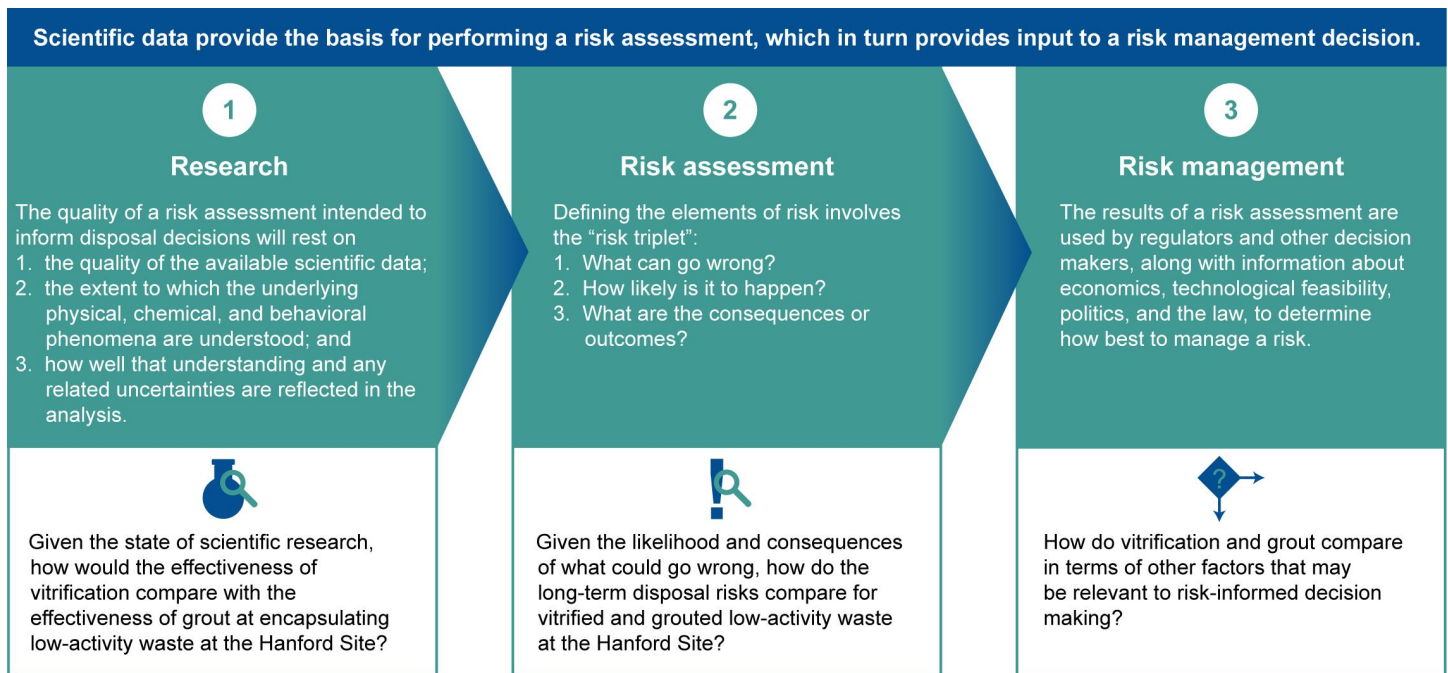 Scientific data provide the basis for performing a risk assessment, which in turn provides input to a risk management decision.
1
Research
The quality of a risk assessment intended to
inform disposal decisions will rest on
1. the quality of the available scientific data;
2. the extent to which the underlying
physical, chemical, and behavioral
phenomena are understood; and
3. how well that understanding and any
related uncertainties are reflected in the
analysis.
Given the state of scientific research,
how would the effectiveness of
vitrification compare with the
effectiveness of grout at encapsulating
low-activity waste at the Hanford Site?
2
Risk assessment
Defining the elements of risk involves
the “risk triplet”:
1. What can go wrong?
2. How likely is it to happen?
3. What are the consequences or
outcomes?
Given the likelihood and consequences
of what could go wrong, how do the
long-term disposal risks compare for
vitrified and grouted low-activity waste
at the Hanford Site?
3
Risk management
The results of a risk assessment are
used by regulators and other decision
makers, along with information about
economics, technological feasibility,
politics, and the law, to determine
how best to manage a risk.
?
How do vitrification and grout compare
in terms of other factors that may
be relevant to risk-informed decision
making?